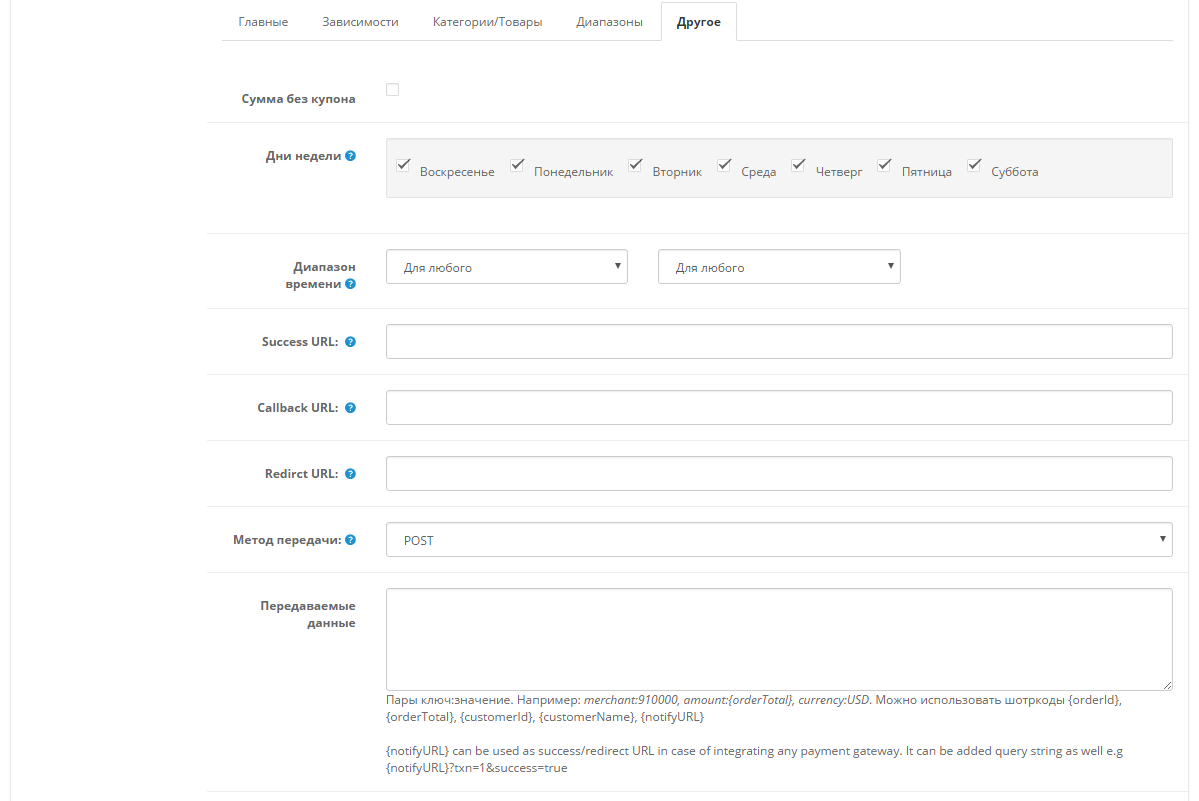 Главные Зависимости Категории/Товары Диапазоны Другое
Сумма без купона
Дни недели ?
Воскресенье Понедельник Вторник Среда Четверг Пятница Суббота
Диапазон
времени ?
Для любого Для любого
Success URL: ?
Callback URL: ?
Redirct URL: ?
Метод передачи: ?
POST
Передаваемые
данные
Пары ключ:значение. Например: merchant:910000, amount:{orderTotal}, currency:USD. Можно использовать шоткоды {orderId},
{orderTotal}, {customerId}, {customerName}, {notifyURL}
{notifyURL} can be used as success/redirect URL in case of integrating any payment gateway. It can be added query string as well e.g
{notifyURL}?txn=1&success=true